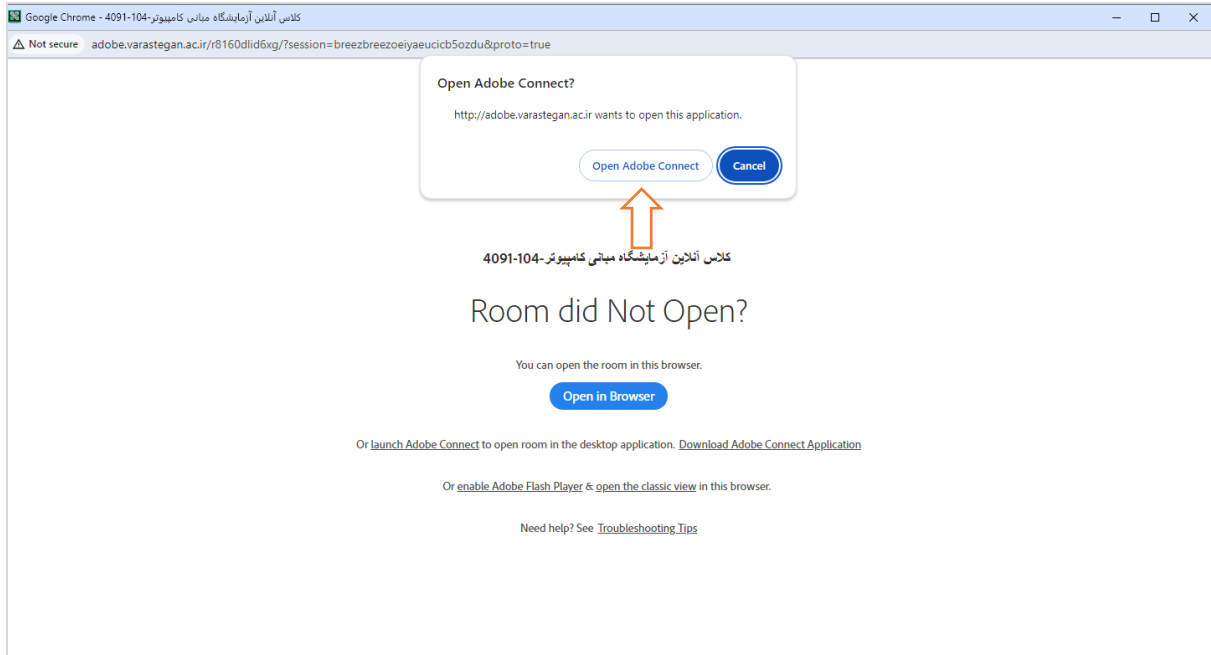 کلاس آنلاین آزمایشگاه مبانی کامپیوتر-104-4091 - Google Chrome
Not secure adobe.varastegan.ac.ir/r8160dlid6xg/?session=breezbreezoeiyaeucicb5ozdu&proto=true
Open Adobe Connect?
http://adobe.varastegan.ac.ir wants to open this application.
Open Adobe Connect Cancel
کلاس آنلاین آزمایشگاه مبانی کامپیوتر-104-4091
Room did Not Open?
You can open the room in this browser.
Open in Browser
Or launch Adobe Connect to open room in the desktop application. Download Adobe Connect Application
Or enable Adobe Flash Player & open the classic view in this browser.
Need help? See Troubleshooting Tips